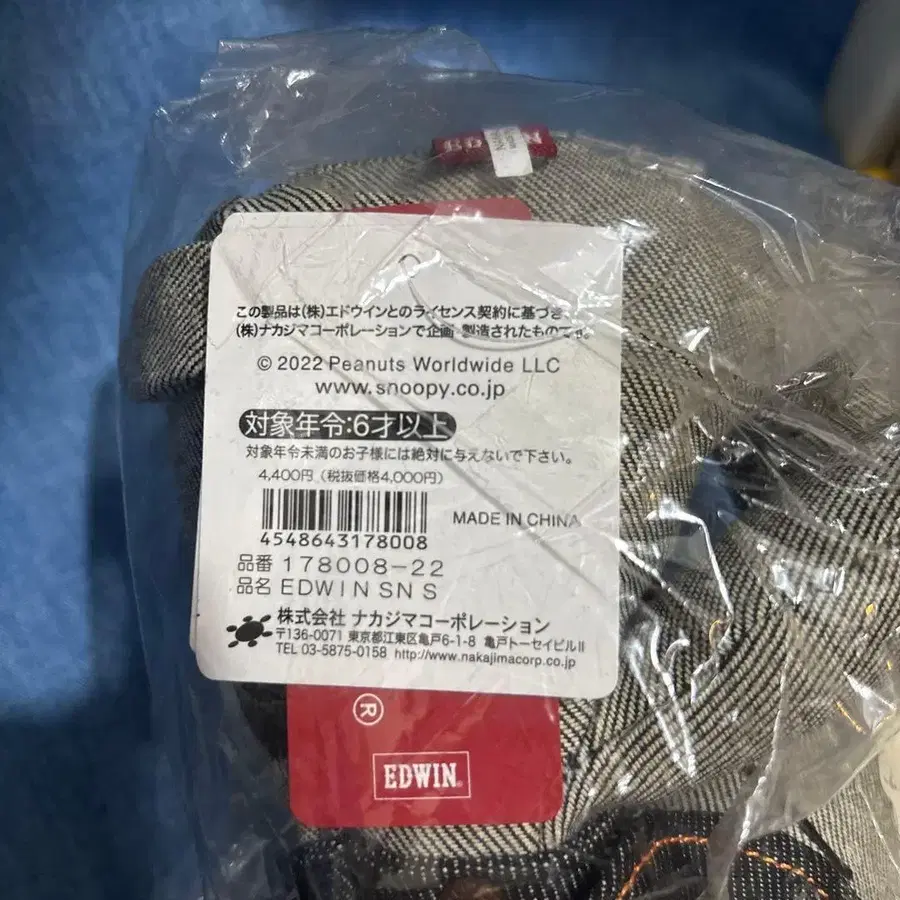 EDWIN
この製品は(株)エドウインとのライセンス契約に基づき、
(株)ナカジマコーポレーションで企画、製造されたものです。
© 2022 Peanuts Worldwide LLC
www.snoopy.co.jp
対象年令:6才以上
対象年令未満のお子様には絶対に与えないで下さい。
4,400円 (税抜価格4,000円)
MADE IN CHINA
4548643178008
品番 178008-22
品名 EDWIN SN S
株式会社 ナカジマコーポレーション
〒136-0071 東京都江東区亀戸6-1-8 亀戸トーセイビルⅡ
TEL 03-5875-0158 http://www.nakajimacorp.co.jp
®
EDWIN®